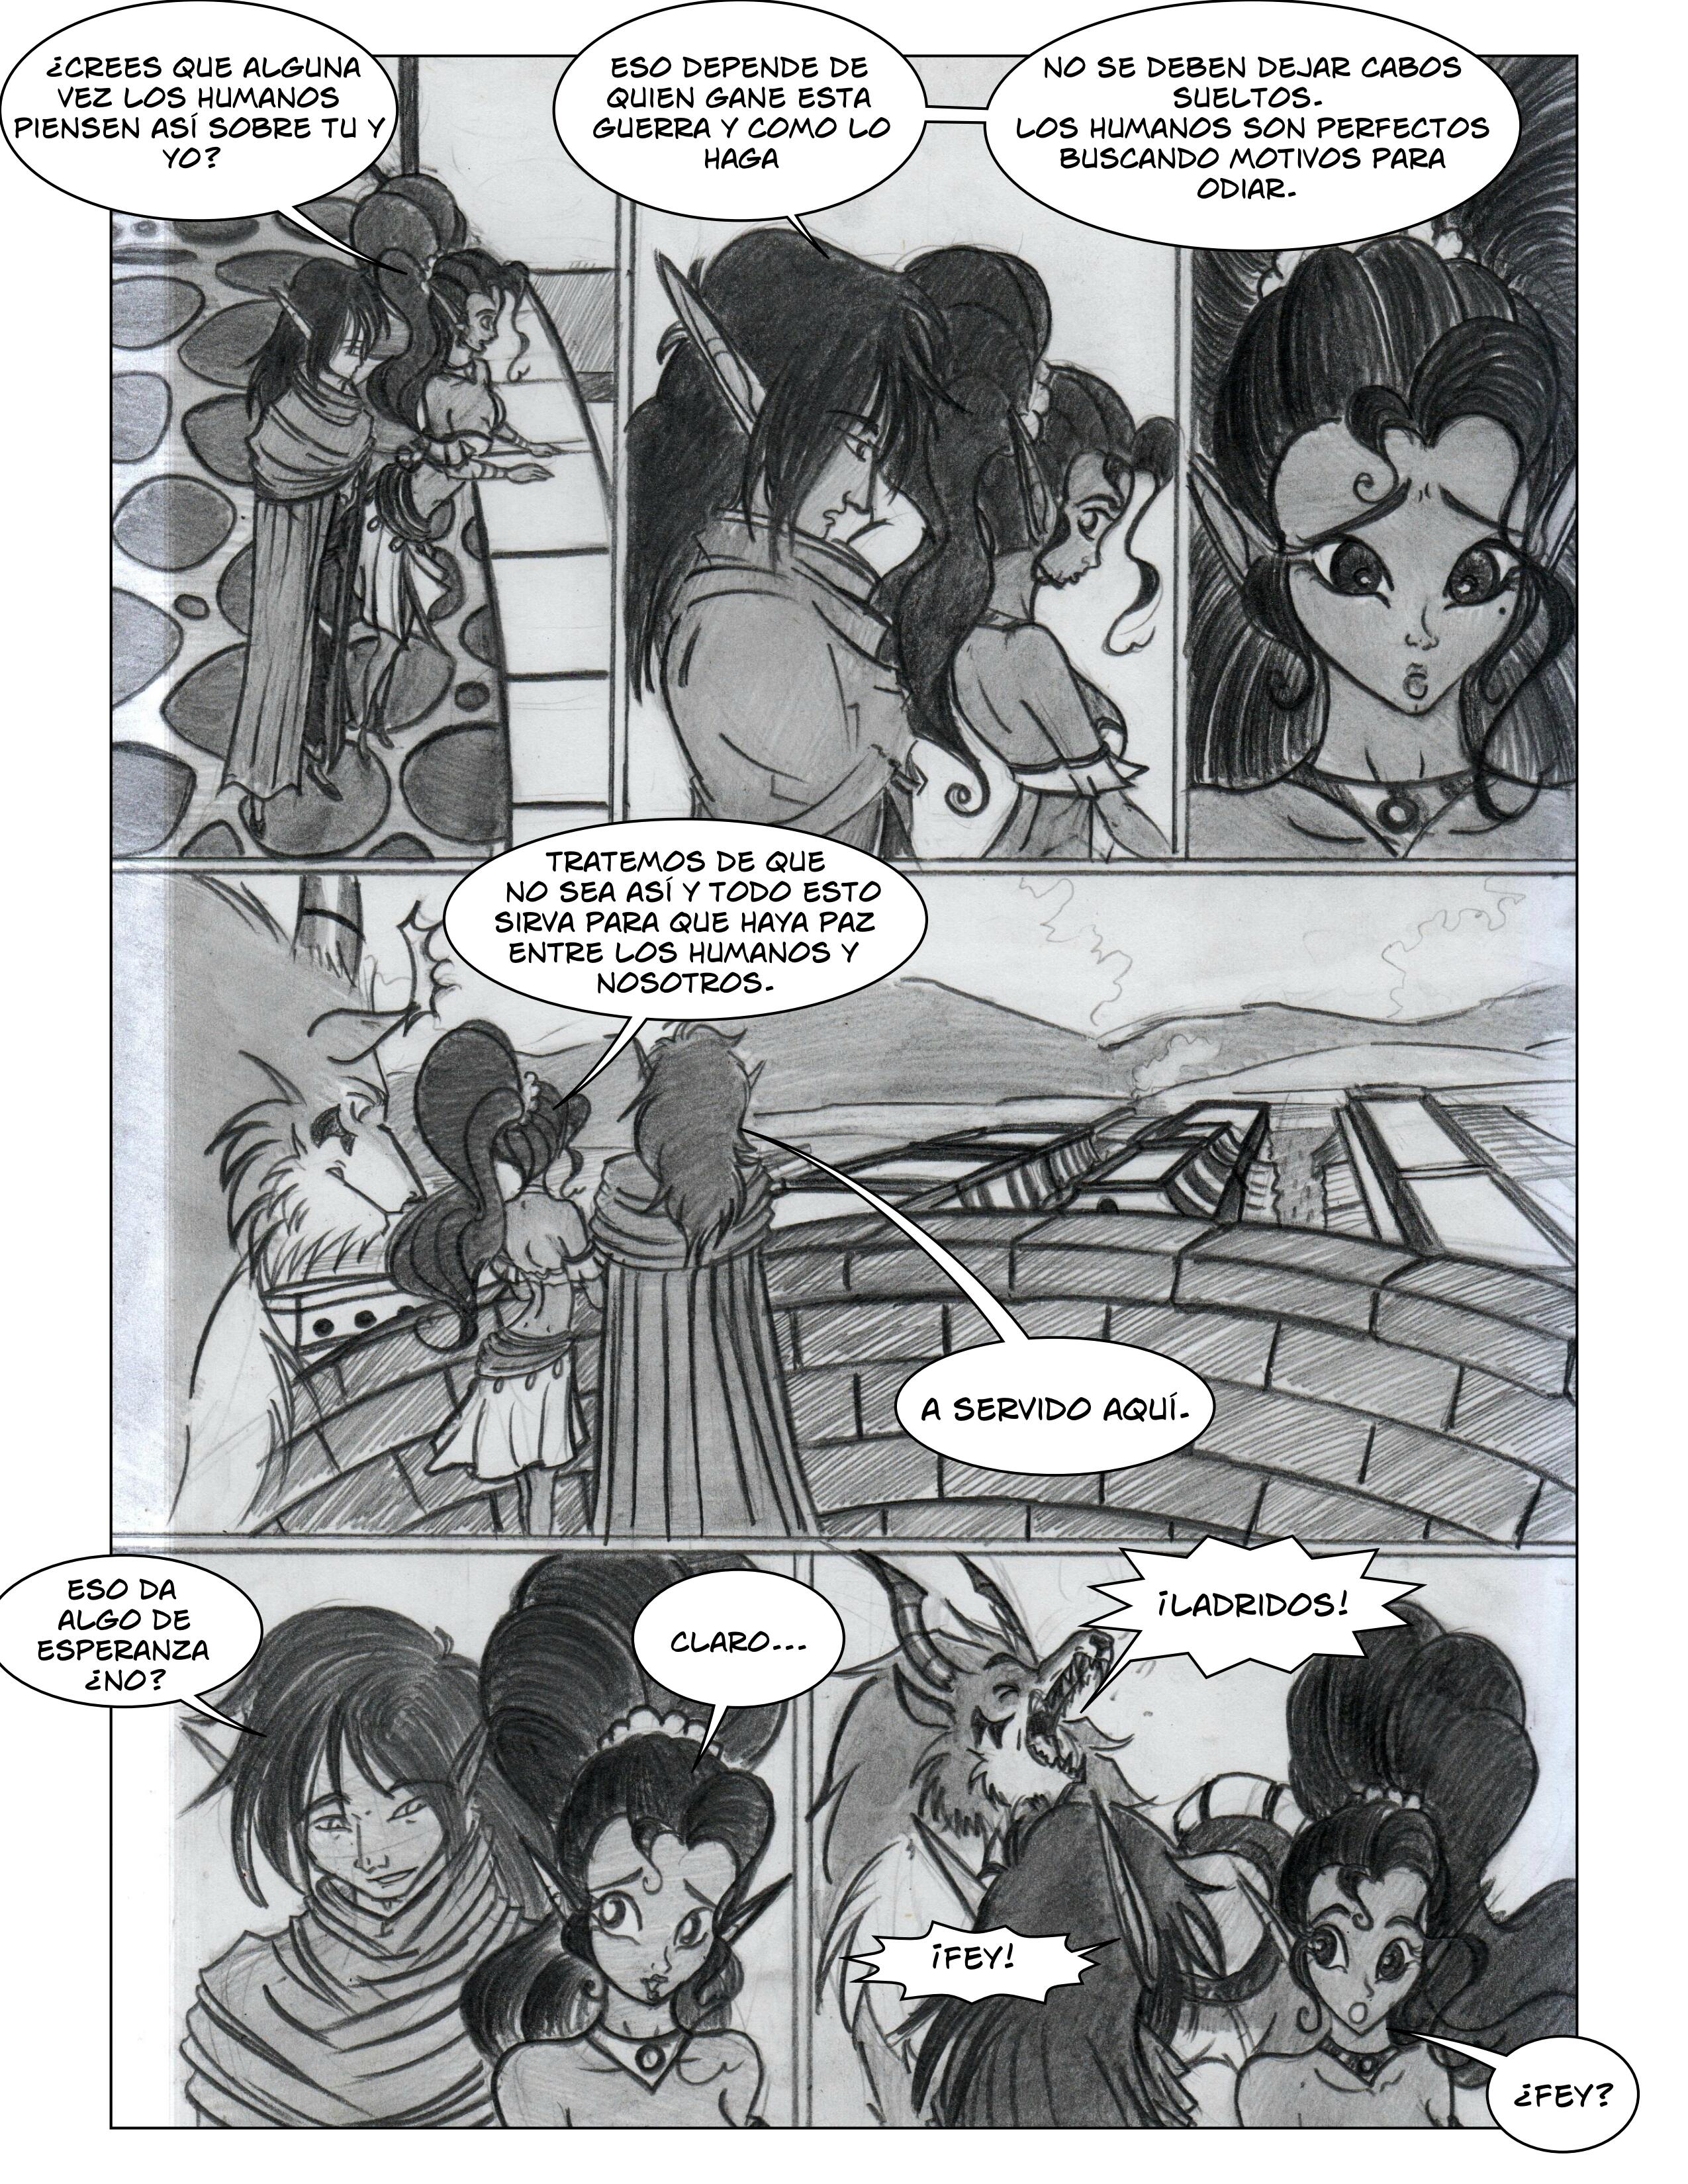 ¿CREES QUE ALGUNA
VEZ LOS HUMANOS
PIENSEN ASÍ SOBRE TU Y
YO?
ESO DEPENDE DE
QUIEN GANE ESTA
GUERRA Y COMO LO
HAGA
NO SE DEBEN DEJAR CABOS
SUELTOS.
LOS HUMANOS SON PERFECTOS
BUSCANDO MOTIVOS PARA
ODIAR.
TRATEMOS DE QUE
NO SEA ASÍ Y TODO ESTO
SIRVA PARA QUE HAYA PAZ
ENTRE LOS HUMANOS Y
NOSOTROS.
A SERVIDO AQUÍ.
ESO DA
ALGO DE
ESPERANZA
¿NO?
CLARO...
¡LADRIDOS!
¡FEY!
¿FEY?